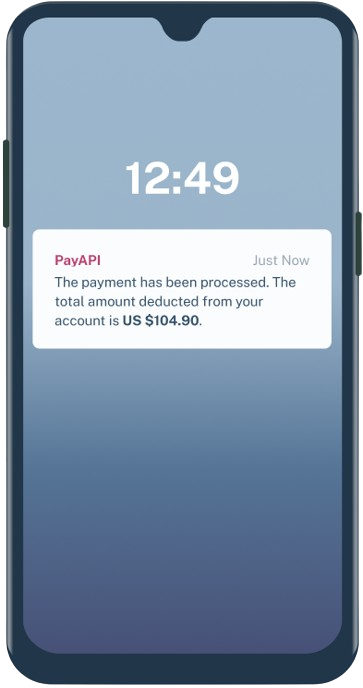 12:49
PayAPI Just Now
The payment has been processed. The
total amount deducted from your
account is US $104.90.